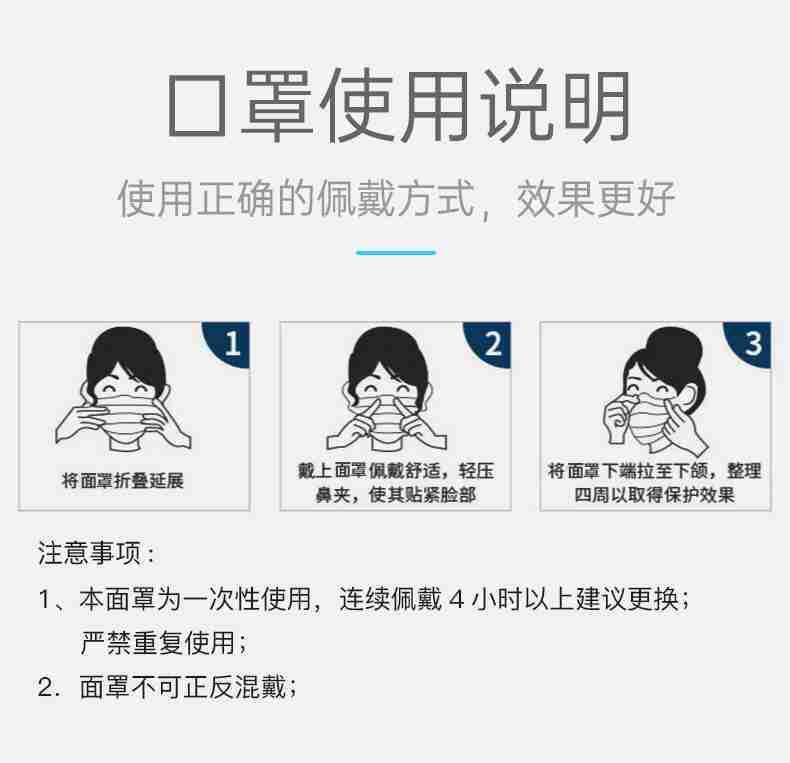 口罩使用说明
使用正确的佩戴方式，效果更好
1
将面罩折叠延展
2
戴上面罩佩戴舒适，轻压
鼻夹，使其贴紧脸部
3
将面罩下端拉至下颌，整理
四周以取得保护效果
注意事项：
1、本面罩为一次性使用，连续佩戴 4 小时以上建议更换；
严禁重复使用；
2．面罩不可正反混戴；